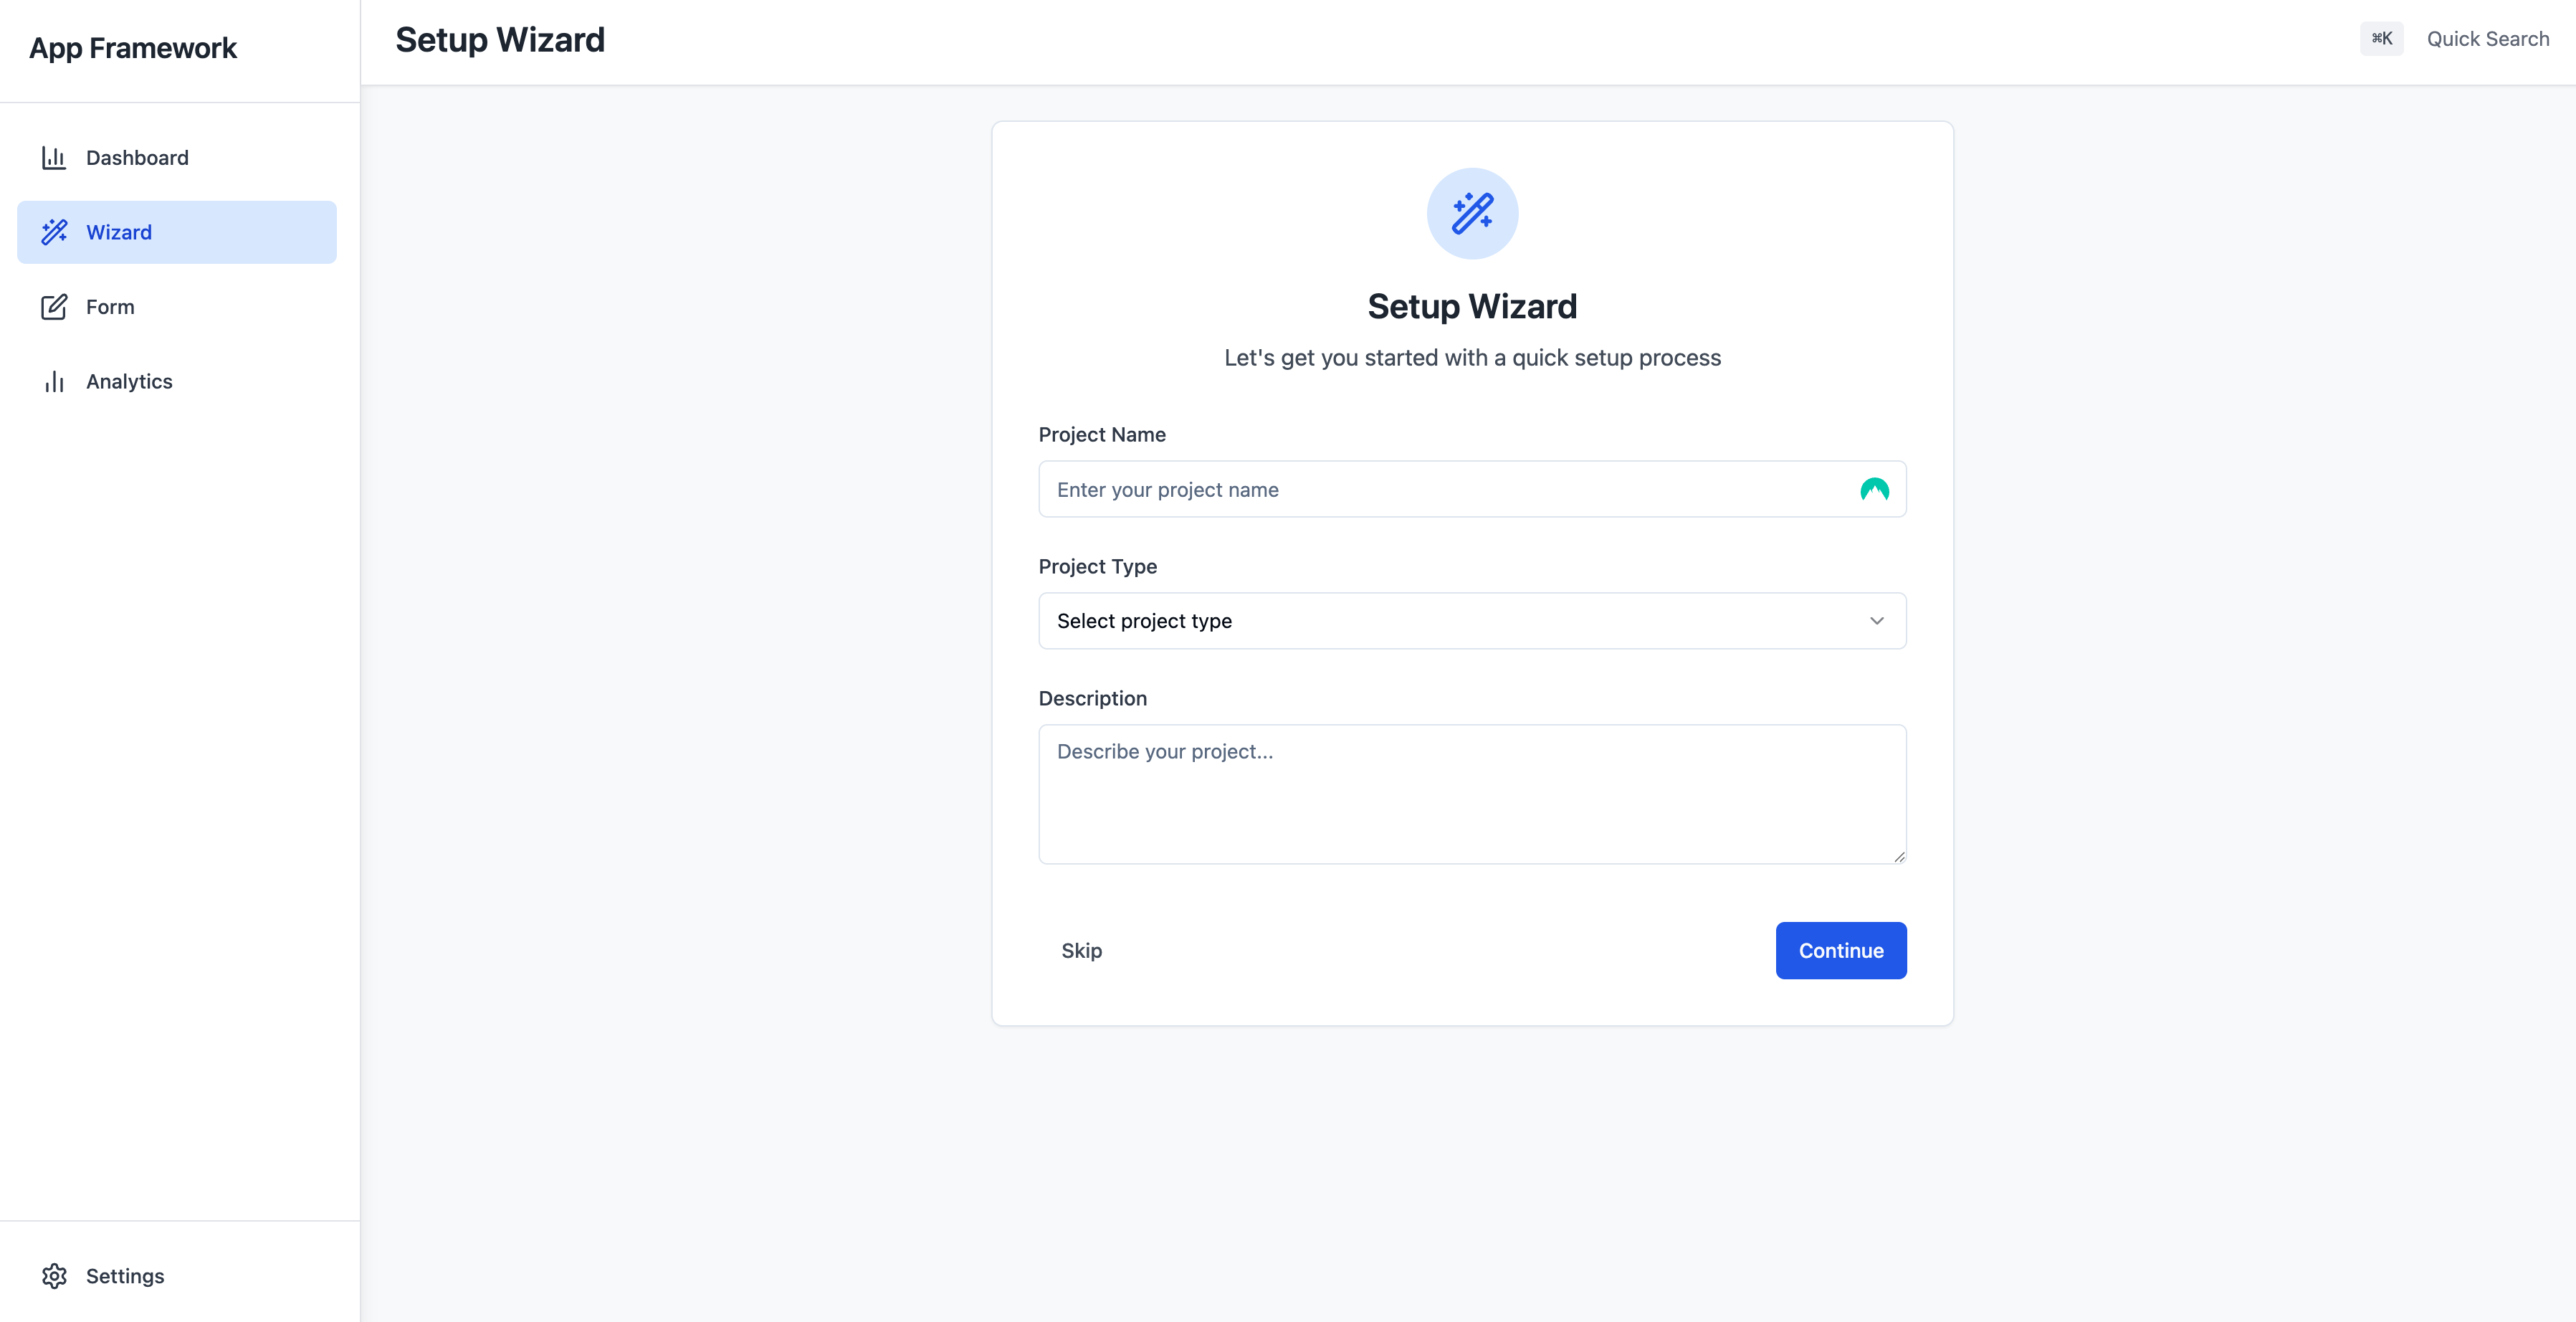 App Framework
Setup Wizard
⌘K
Quick Search
Dashboard
Wizard
Form
Analytics
Settings
Setup Wizard
Let's get you started with a quick setup process
Project Name
Enter your project name
Project Type
Select project type
Description
Describe your project...
Skip
Continue